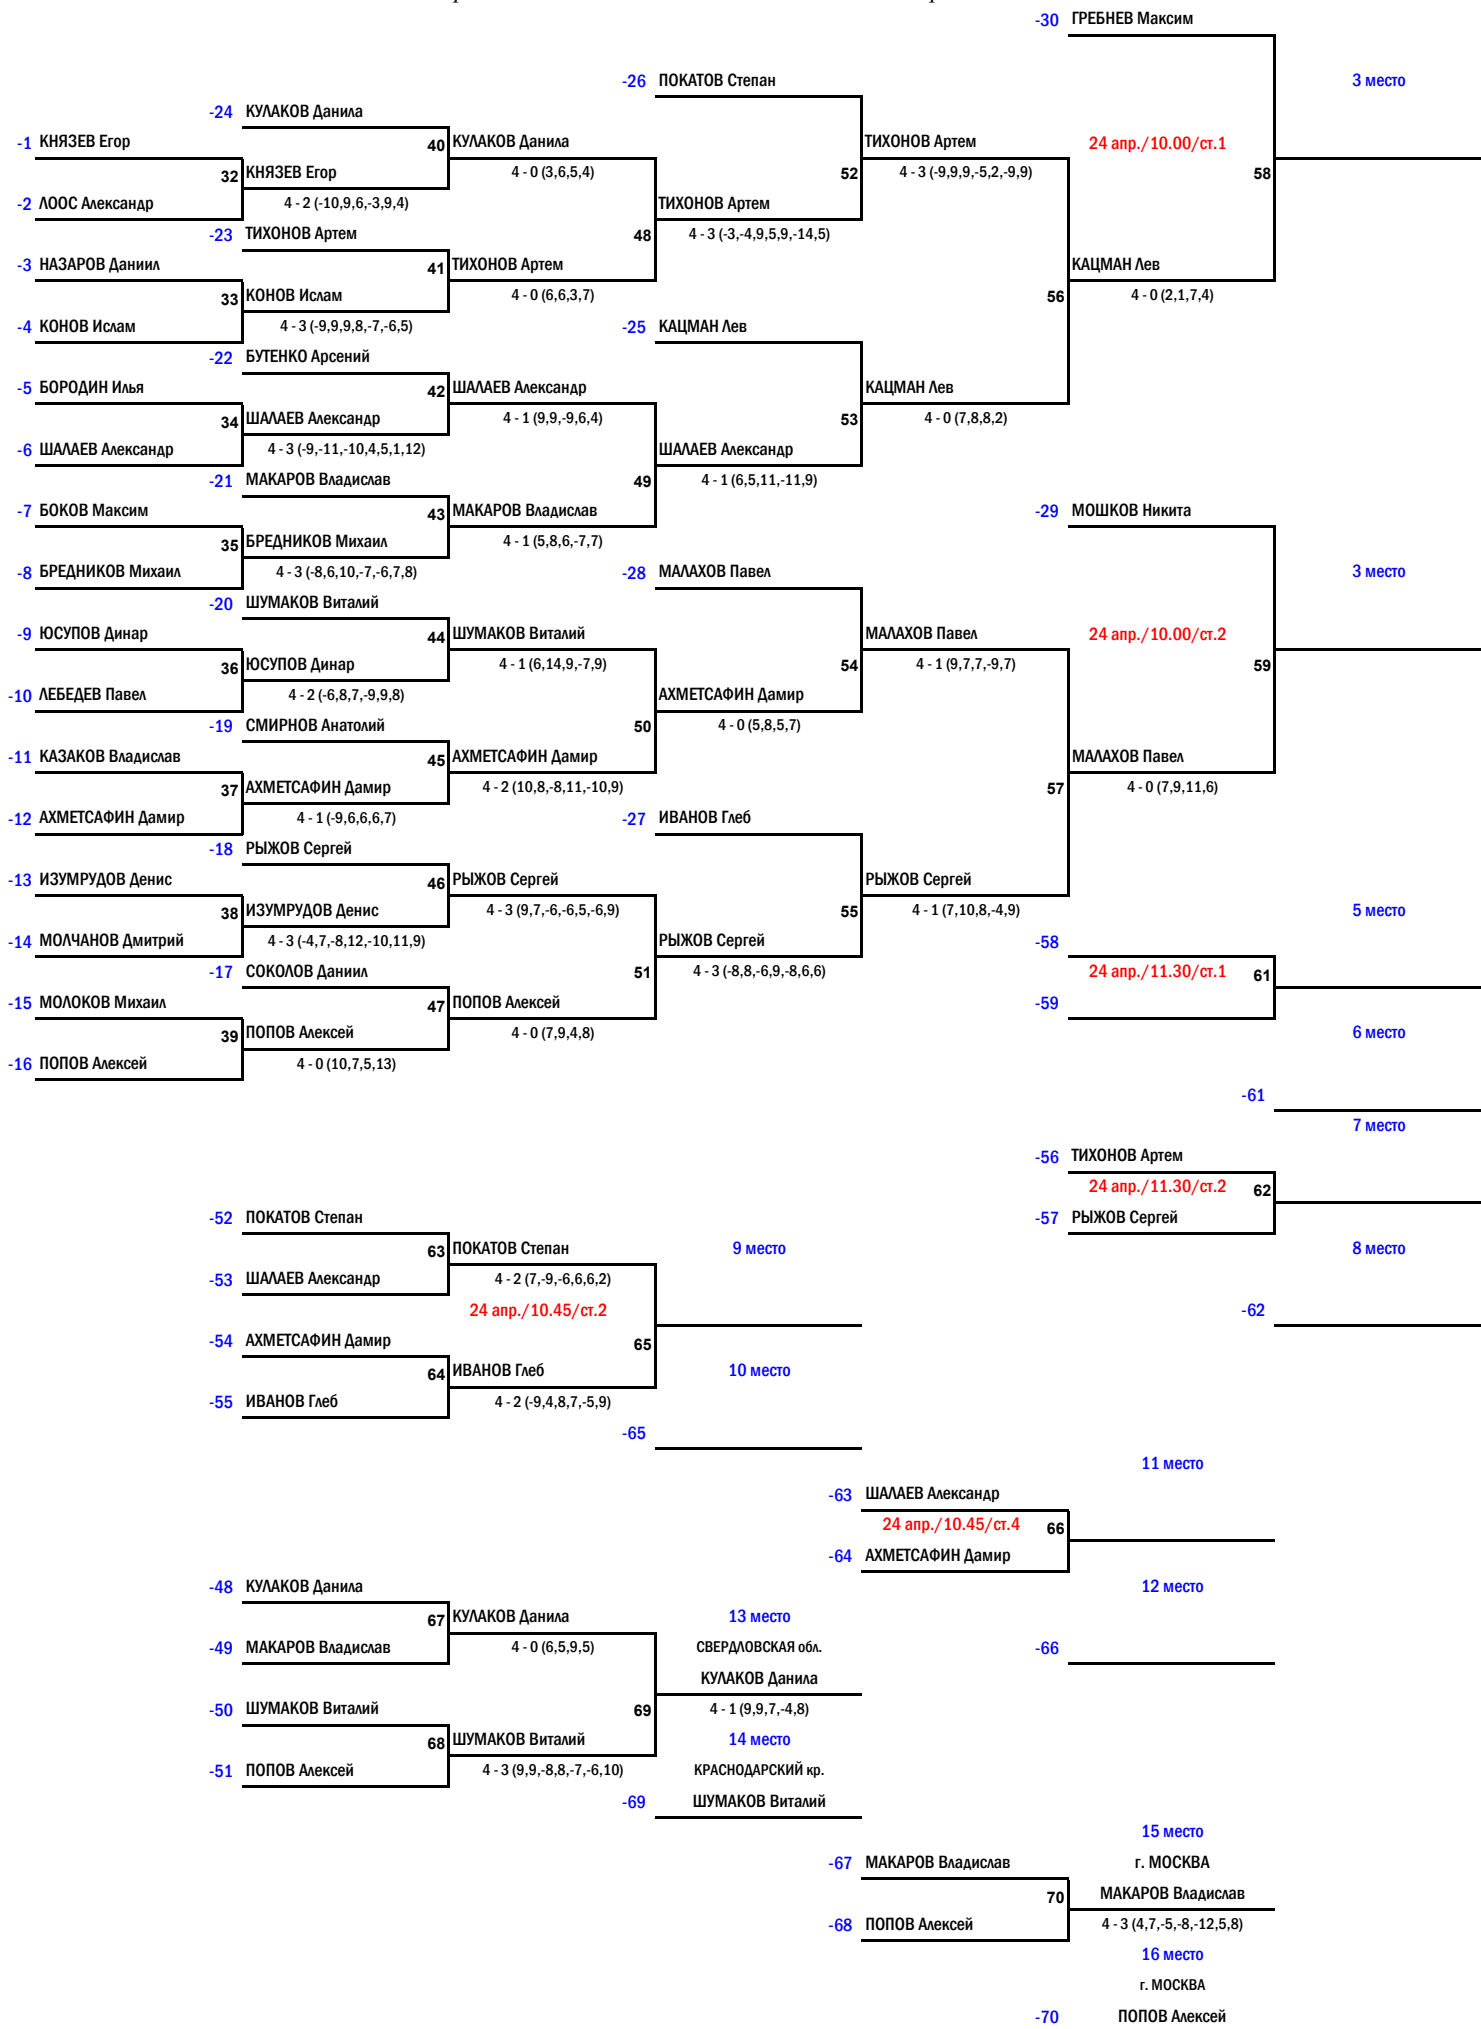 -30 ГРЕБНЕВ Максим
-26 ПОКАТОВ Степан
3 место
-24 КУЛАКОВ Данила
-1 КНЯЗЕВ Егор
40 КУЛАКОВ Данила
ТИХОНОВ Артем
24 апр./10.00/ст.1
32 КНЯЗЕВ Егор
4 - 0 (3,6,5,4)
52
4 - 3 (-9,9,9,-5,2,-9,9)
58
-2 ЛООС Александр
4 - 2 (-10,9,6,-3,9,4)
ТИХОНОВ Артем
-23 ТИХОНОВ Артем
48
4 - 3 (-3,-4,9,5,9,-14,5)
-3 НАЗАРОВ Даниил
41 ТИХОНОВ Артем
КАЦМАН Лев
33 КОНОВ Ислам
4 - 0 (6,6,3,7)
56
4 - 0 (2,1,7,4)
-4 КОНОВ Ислам
4 - 3 (-9,9,9,8,-7,-6,5)
-25 КАЦМАН Лев
-22 БУТЕНКО Арсений
-5 БОРОДИН Илья
42 ШАЛАЕВ Александр
КАЦМАН Лев
34 ШАЛАЕВ Александр
4 - 1 (9,9,-9,6,4)
53
4 - 0 (7,8,8,2)
-6 ШАЛАЕВ Александр
4 - 3 (-9,-11,-10,4,5,1,12)
ШАЛАЕВ Александр
-21 МАКАРОВ Владислав
49
4 - 1 (6,5,11,-11,9)
-7 БОКОВ Максим
43 МАКАРОВ Владислав
-29 МОШКОВ Никита
35 БРЕДНИКОВ Михаил
4 - 1 (5,8,6,-7,7)
-8 БРЕДНИКОВ Михаил
4 - 3 (-8,6,10,-7,-6,7,8)
-28 МАЛАХОВ Павел
3 место
-20 ШУМАКОВ Виталий
-9 ЮСУПОВ Динар
44 ШУМАКОВ Виталий
МАЛАХОВ Павел
24 апр./10.00/ст.2
36 ЮСУПОВ Динар
4 - 1 (6,14,9,-7,9)
54
4 - 1 (9,7,7,-9,7)
59
-10 ЛЕБЕДЕВ Павел
4 - 2 (-6,8,7,-9,9,8)
АХМЕТСАФИН Дамир
-19 СМИРНОВ Анатолий
50
4 - 0 (5,8,5,7)
-11 КАЗАКОВ Владислав
45 АХМЕТСАФИН Дамир
МАЛАХОВ Павел
37 АХМЕТСАФИН Дамир
4 - 2 (10,8,-8,11,-10,9)
57
4 - 0 (7,9,11,6)
-12 АХМЕТСАФИН Дамир
4 - 1 (-9,6,6,6,7)
-27 ИВАНОВ Глеб
-18 РЫЖОВ Сергей
-13 ИЗУМРУДОВ Денис
46 РЫЖОВ Сергей
РЫЖОВ Сергей
38 ИЗУМРУДОВ Денис
4 - 3 (9,7,-6,-6,5,-6,9)
55
4 - 1 (7,10,8,-4,9)
5 место
-14 МОЛЧАНОВ Дмитрий
4 - 3 (-4,7,-8,12,-10,11,9)
РЫЖОВ Сергей
-58
-17 СОКОЛОВ Даниил
51
4 - 3 (-8,8,-6,9,-8,6,6)
24 апр./11.30/ст.1
61
-15 МОЛОКОВ Михаил
47 ПОПОВ Алексей
-59
39 ПОПОВ Алексей
4 - 0 (7,9,4,8)
6 место
-16 ПОПОВ Алексей
4 - 0 (10,7,5,13)
-61
7 место
-56 ТИХОНОВ Артем
24 апр./11.30/ст.2
62
-52 ПОКАТОВ Степан
-57 РЫЖОВ Сергей
63 ПОКАТОВ Степан
9 место
8 место
-53 ШАЛАЕВ Александр
4 - 2 (7,-9,-6,6,6,2)
24 апр./10.45/ст.2
-62
-54 АХМЕТСАФИН Дамир
65
64 ИВАНОВ Глеб
10 место
-55 ИВАНОВ Глеб
4 - 2 (-9,4,8,7,-5,9)
-65
11 место
-63 ШАЛАЕВ Александр
24 апр./10.45/ст.4
66
-64 АХМЕТСАФИН Дамир
-48 КУЛАКОВ Данила
12 место
67 КУЛАКОВ Данила
13 место
-49 МАКАРОВ Владислав
4 - 0 (6,5,9,5)
СВЕРДЛОВСКАЯ обл.
-66
КУЛАКОВ Данила
-50 ШУМАКОВ Виталий
69
4 - 1 (9,9,7,-4,8)
68 ШУМАКОВ Виталий
14 место
-51 ПОПОВ Алексей
4 - 3 (9,9,-8,8,-7,-6,10)
КРАСНОДАРСКИЙ кр.
-69 ШУМАКОВ Виталий
15 место
-67 МАКАРОВ Владислав
г. МОСКВА
70 МАКАРОВ Владислав
-68 ПОПОВ Алексей
4 - 3 (4,7,-5,-8,-12,5,8)
16 место
г. МОСКВА
-70 ПОПОВ Алексей